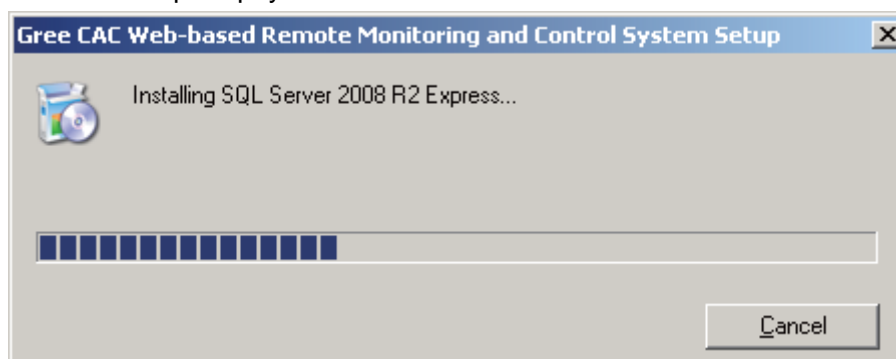 Gree CAC Web-based Remote Monitoring and Control System Setup
Installing SQL Server 2008 R2 Express...
Cancel